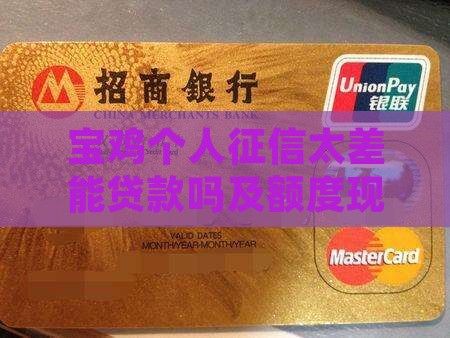 招商銀行
CHINA MERCHANTS BANK
UnionPay
银联
宝鸡个人征信太差
能贷款吗及额度现
VALID DATES
MONTH/YEAR-MONTH/YEAR
MasterCard